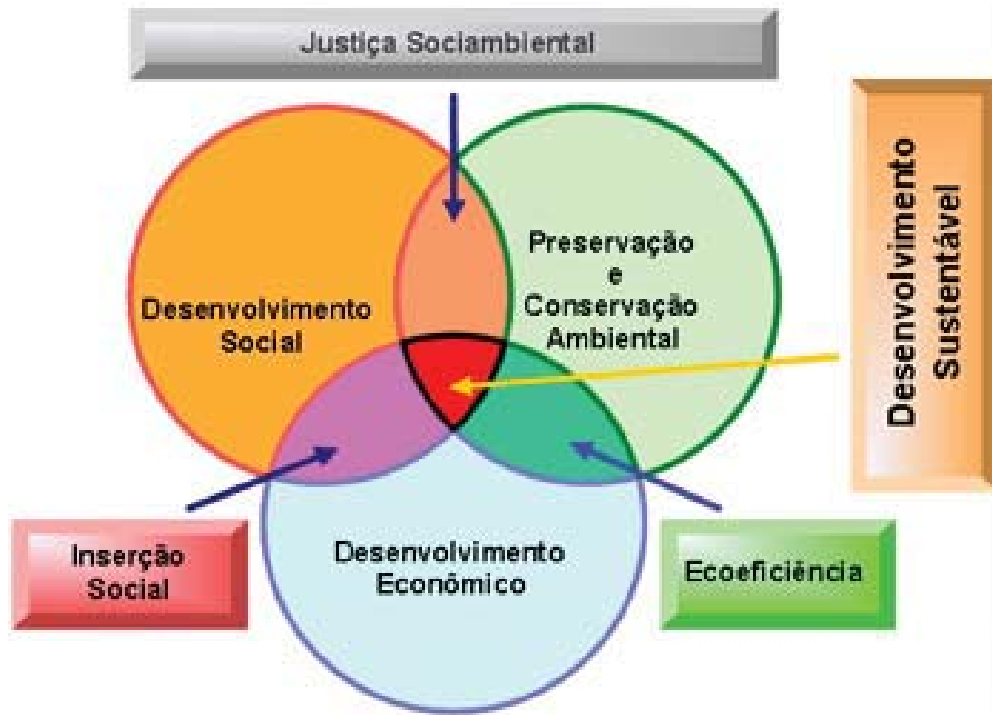 Justiça Sociambiental
Desenvolvimento
Sustentável
Preservação
e
Conservação
Ambiental
Desenvolvimento
Social
Inserção
Social
Desenvolvimento
Econômico
Ecoeficiência